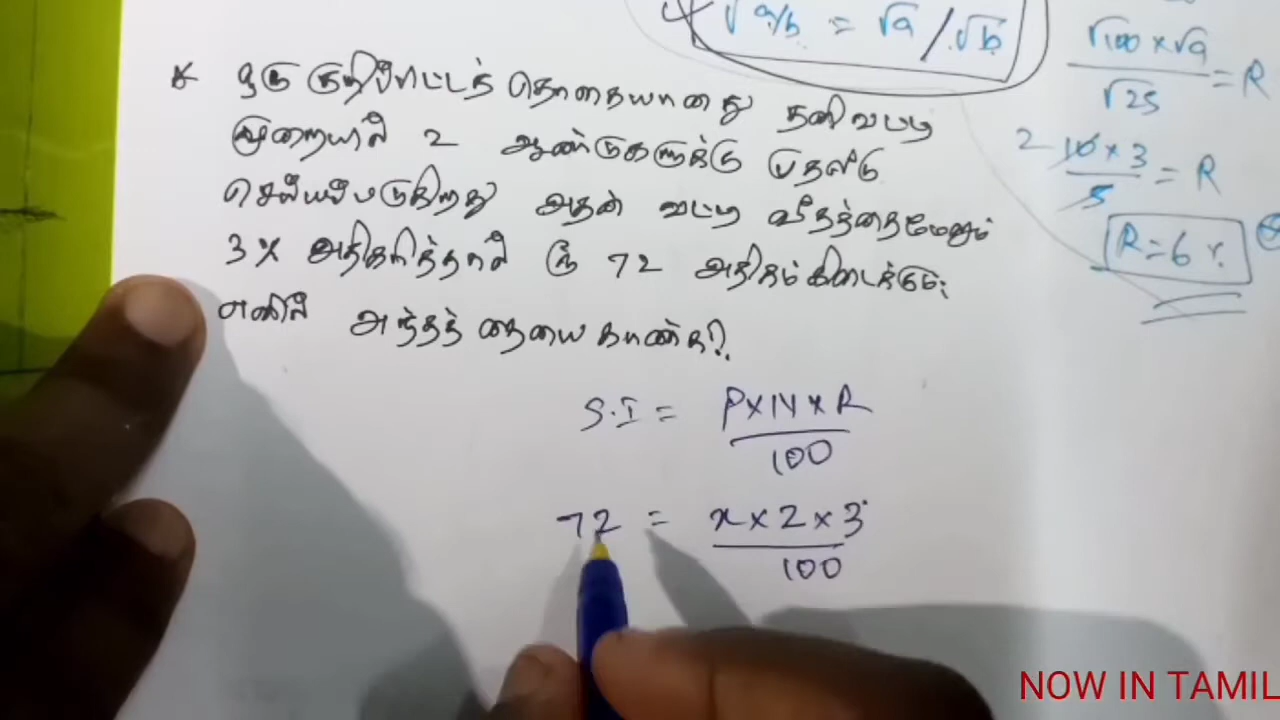 √a/b = √a / √b
√100 × √9 / √25 = R
2 10 × 3 / 5 = R
R = 6 %
* ஒரு குறிப்பிட்டத் தொகையானது தனிவட்டி
முறையில் 2 ஆண்டுகளுக்கு முதலீடு
செய்யப்படுகிறது அதன் வட்டி வீதத்தைமேலும்
3% அதிகரித்தால் ரூ 72 அதிகம் கிடைக்கும்;
எனில் அந்தத் தையை காண்க?.
S.I = P×N×R / 100
72 = x × 2 × 3 / 100
NOW IN TAMIL